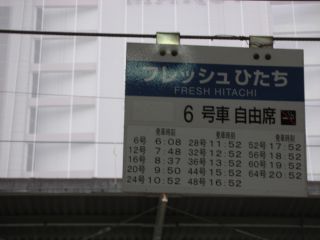 フレッシュひたち
FRESH HITACHI
6 号車 自由席
発車時刻 発車時刻 発車時刻
6号 6:08 28号 11:52 52号 17:52
12号 7:48 32号 12:52 56号 18:52
16号 8:37 36号 13:52 60号 19:52
20号 9:50 44号 15:52 64号 20:52
24号 10:52 48号 16:52